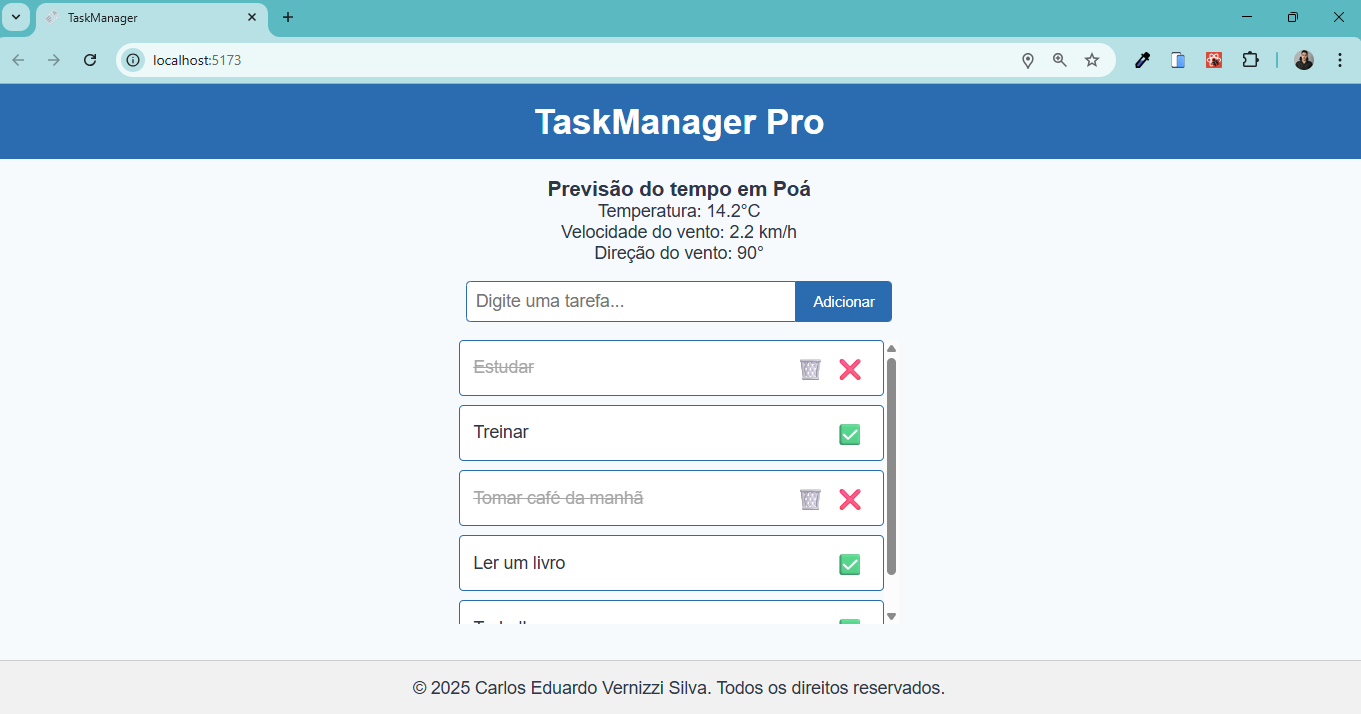 TaskManager
localhost:5173
TaskManager Pro
Previsão do tempo em Poá
Temperatura: 14.2°C
Velocidade do vento: 2.2 km/h
Direção do vento: 90°
Digite uma tarefa...
Adicionar
Estudar
Treinar
Tomar café da manhã
Ler um livro
© 2025 Carlos Eduardo Vernizzi Silva. Todos os direitos reservados.